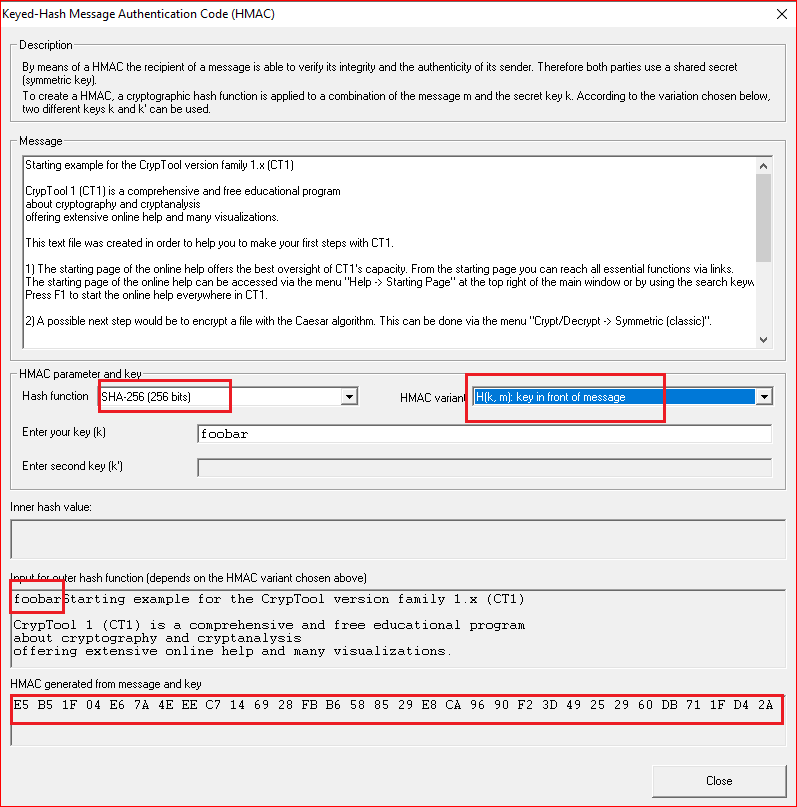 Keyed-Hash Message Authentication Code (HMAC)
Description
By means of a HMAC the recipient of a message is able to verify its integrity and the authenticity of its sender. Therefore both parties use a shared secret
(symmetric key).
To create a HMAC, a cryptographic hash function is applied to a combination of the message m and the secret key k. According to the variation chosen below,
two different keys k and k' can be used.
Message
Starting example for the CrypTool version family 1.x (CT1)
CrypTool 1 (CT1) is a comprehensive and free educational program
about cryptography and cryptanalysis
offering extensive online help and many visualizations.
This text file was created in order to help you to make your first steps with CT1.
1) The starting page of the online help offers the best oversight of CT1's capacity. From the starting page you can reach all essential functions via links.
The starting page of the online help can be accessed via the menu "Help -> Starting Page" at the top right of the main window or by using the search keyw
Press F1 to start the online help everywhere in CT1.
2) A possible next step would be to encrypt a file with the Caesar algorithm. This can be done via the menu "Crypt/Decrypt -> Symmetric (classic)".
HMAC parameter and key
Hash function SHA-256 (256 bits) HMAC variant H(k, m): key in front of message
Enter your key (k) foobar
Enter second key (k')
Inner hash value:
Input for outer hash function (depends on the HMAC variant chosen above)
foobarStarting example for the CrypTool version family 1.x (CT1)
CrypTool 1 (CT1) is a comprehensive and free educational program
about cryptography and cryptanalysis
offering extensive online help and many visualizations.
HMAC generated from message and key
E5 B5 1F 04 E6 7A 4E EE C7 14 69 28 FB B6 58 85 29 E8 CA 96 90 F2 3D 49 25 29 60 DB 71 1F D4 2A
Close